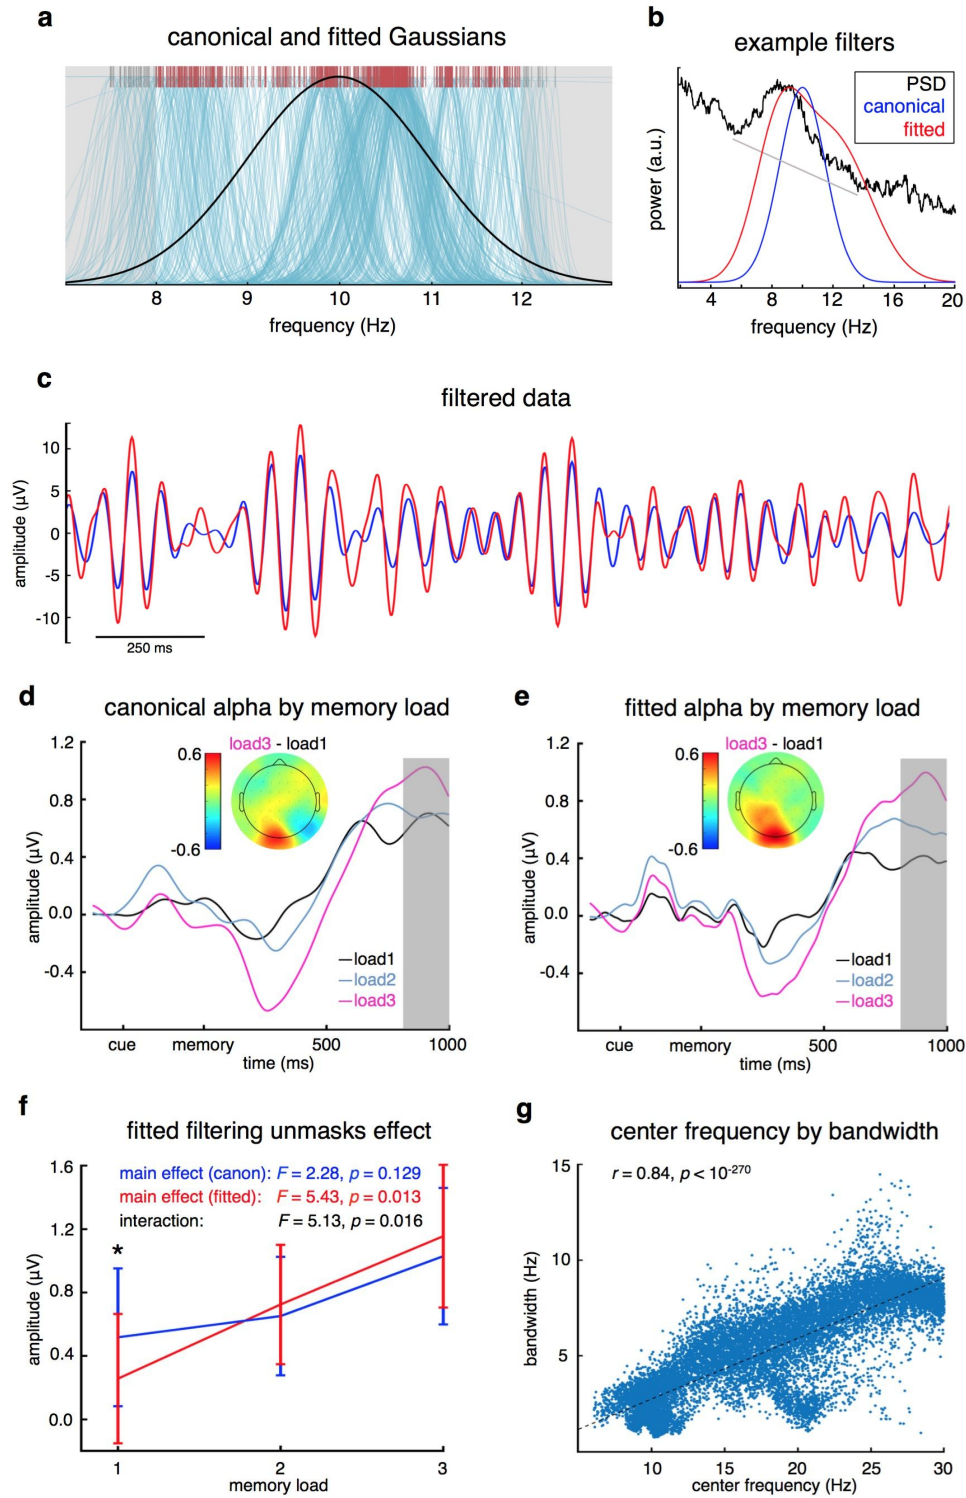 a
canonical and fitted Gaussians
8 9 10 11 12
frequency (Hz)
b
example filters
power (a.u.)
PSD
canonical
fitted
4 8 12 16 20
frequency (Hz)
c
filtered data
amplitude (µV)
10
5
0
-5
-10
250 ms
d
canonical alpha by memory load
amplitude (µV)
1.2
0.8
0.4
0.0
-0.4
load3 - load1
0.6
-0.6
load1
load2
load3
cue memory 500 1000
time (ms)
e
fitted alpha by memory load
amplitude (µV)
1.2
0.8
0.4
0.0
-0.4
load3 - load1
0.6
-0.6
load1
load2
load3
cue memory 500 1000
time (ms)
f
fitted filtering unmasks effect
amplitude (µV)
1.6
1.2
0.8
0.4
0.0
main effect (canon): F = 2.28, p = 0.129
main effect (fitted): F = 5.43, p = 0.013
interaction: F = 5.13, p = 0.016
*
1 2 3
memory load
g
center frequency by bandwidth
bandwidth (Hz)
15
10
5
r = 0.84, p < 10-270
10 15 20 25 30
center frequency (Hz)